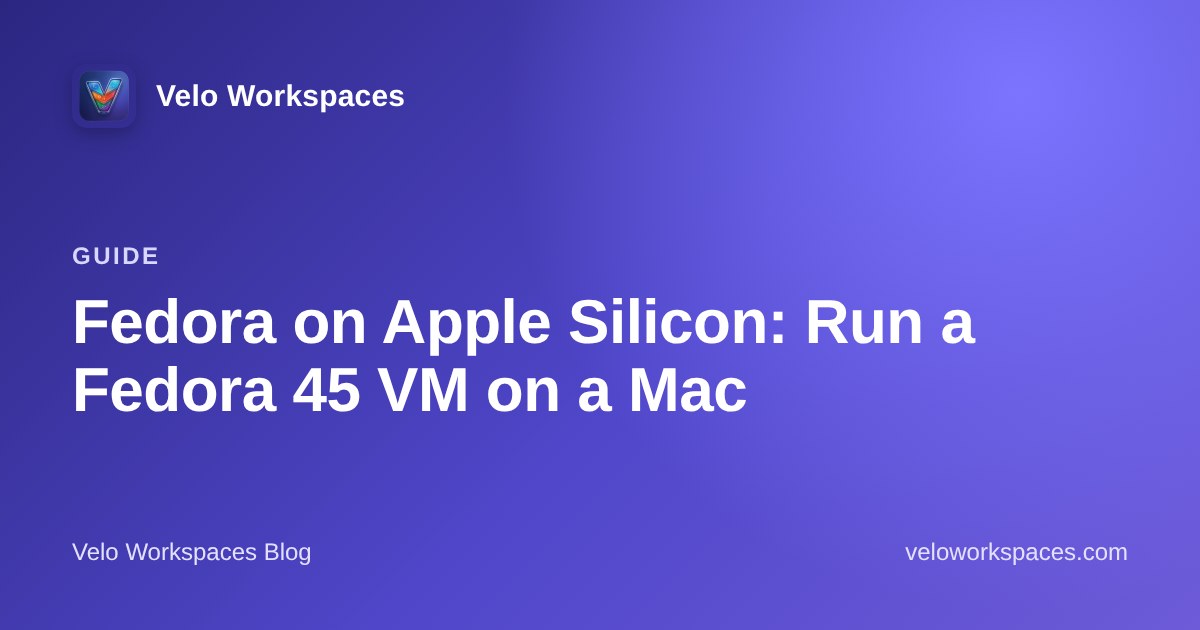 Velo Workspaces
GUIDE
Fedora on Apple Silicon: Run a
Fedora 45 VM on a Mac
Velo Workspaces Blog
veloworkspaces.com